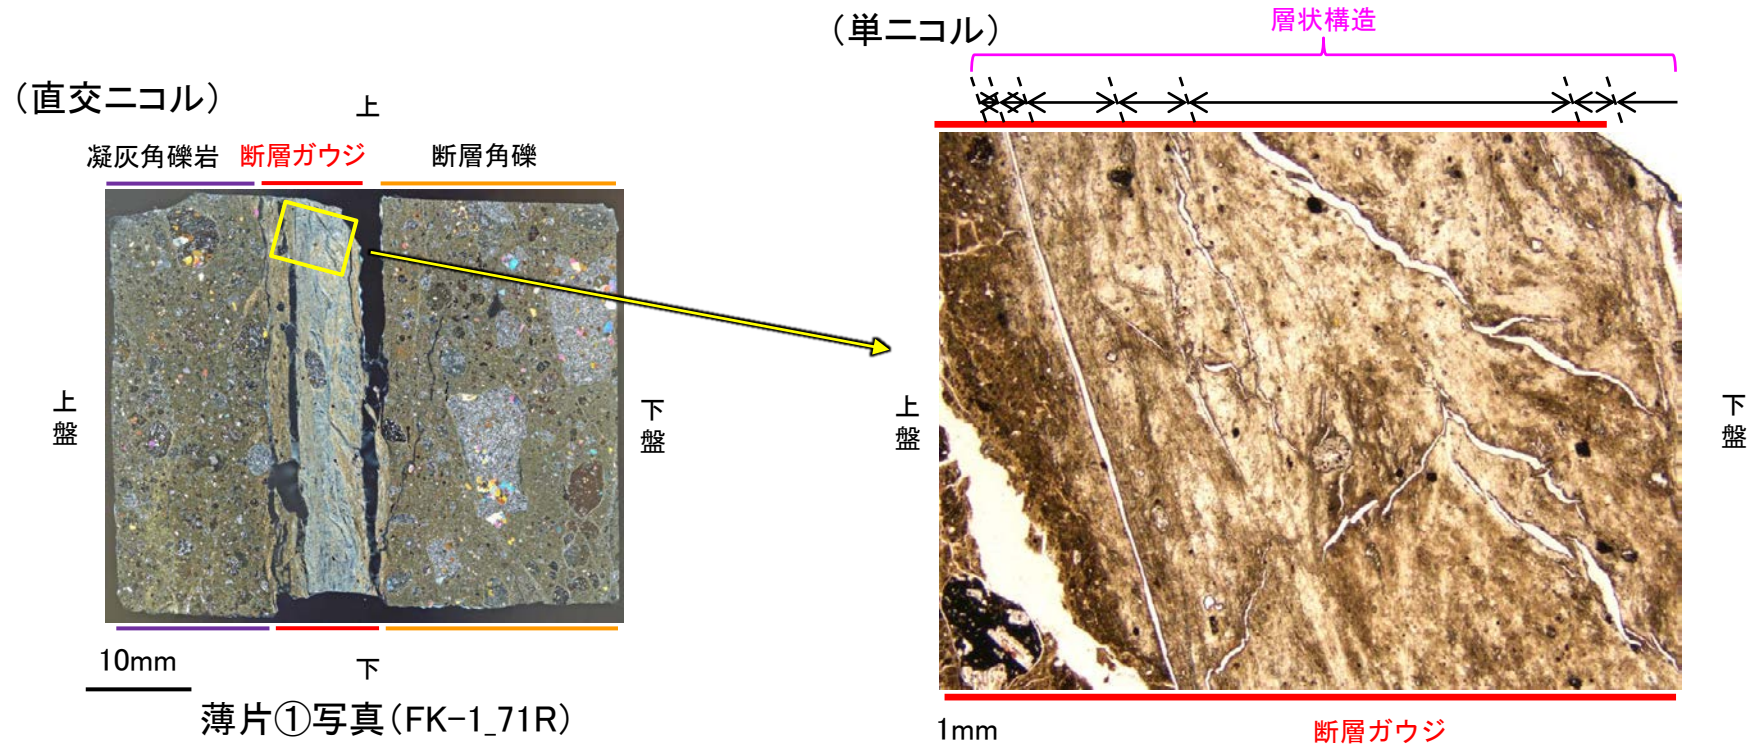 （単ニコル）
層状構造
（直交ニコル）
上
凝灰角礫岩
断層ガウジ
断層角礫
上盤
下盤
上盤
下盤
10mm
下
薄片①写真（FK-1_71R）
1mm
断層ガウジ